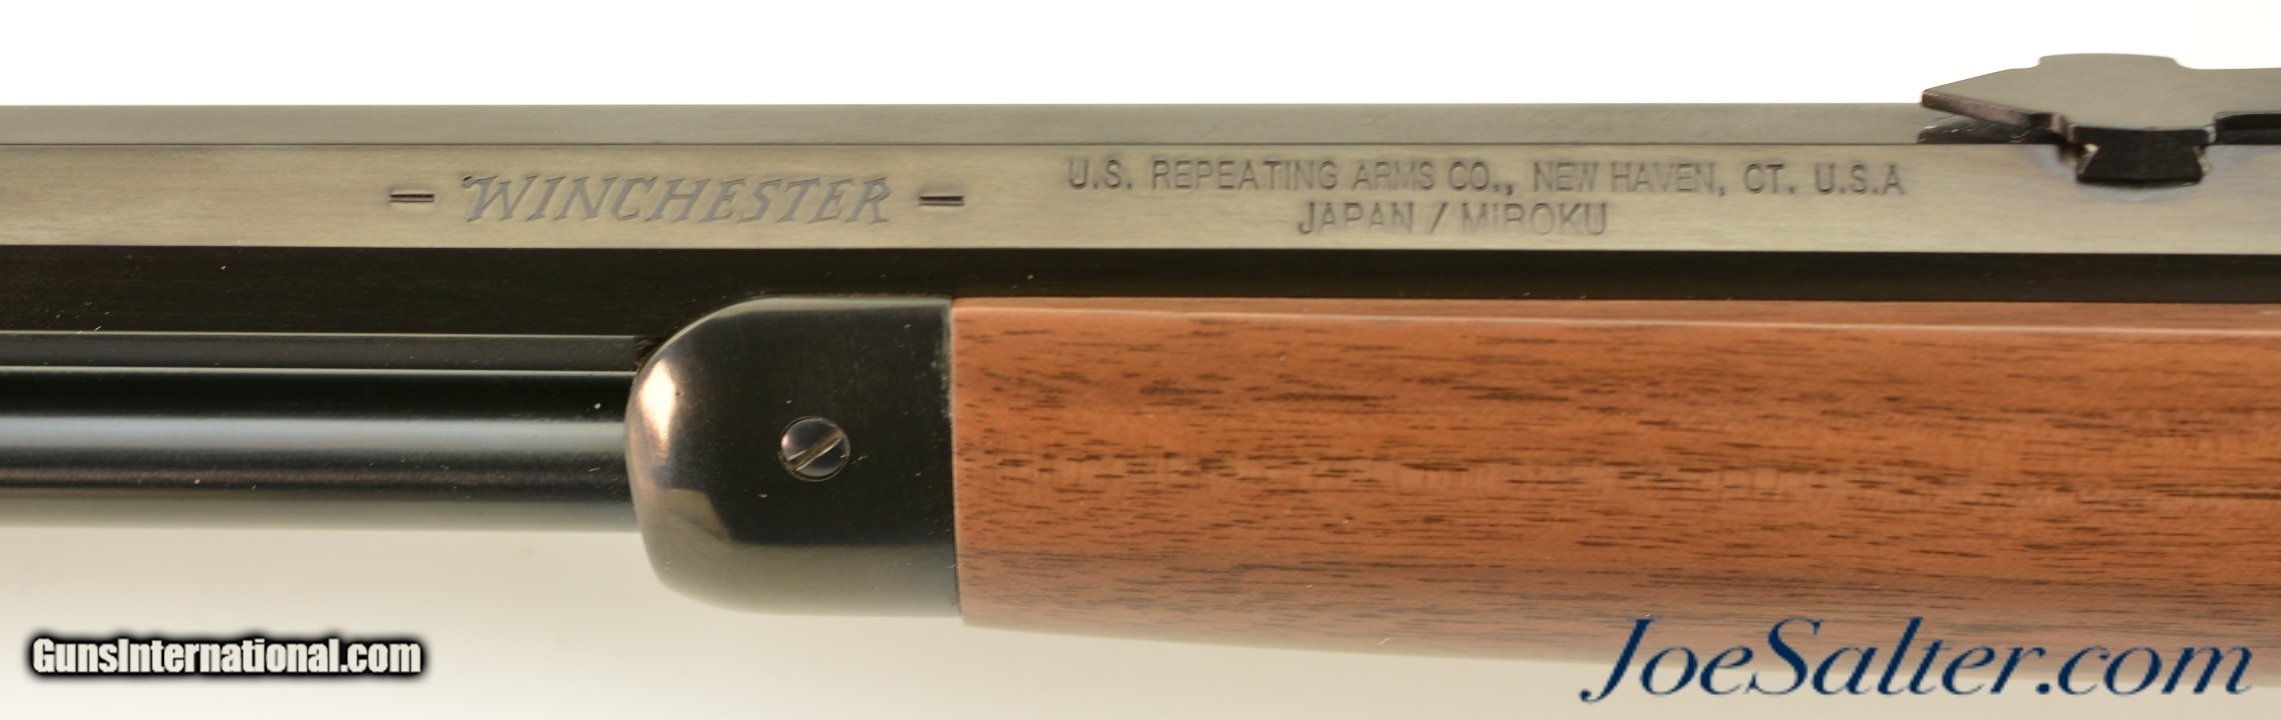 — WINCHESTER —
U.S. REPEATING ARMS CO., NEW HAVEN, CT. U.S.A
JAPAN / MIROKU
GunsInternational.com
JoeSalter.com